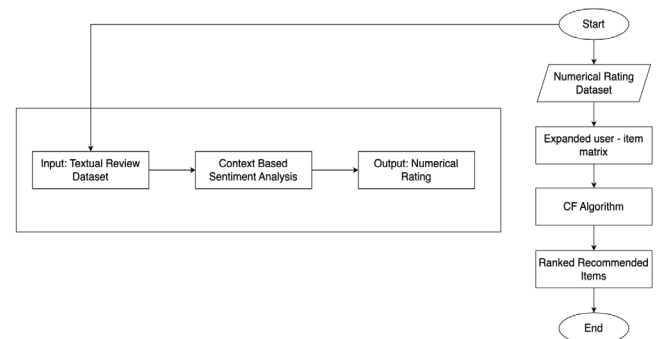 Start
Numerical Rating
Dataset
Expanded user - item
matrix
Input: Textual Review
Dataset
Context Based
Sentiment Analysis
Output: Numerical
Rating
CF Algorithm
Ranked Recommended
Items
End